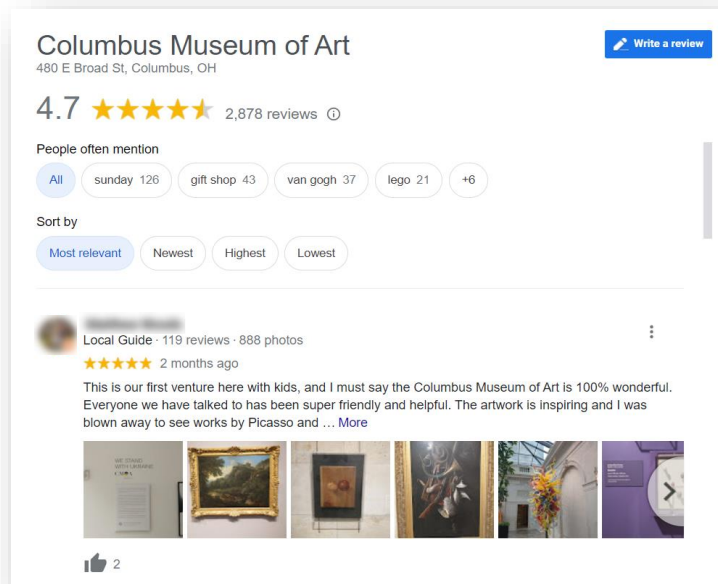 Columbus Museum of Art
Write a review
480 E Broad St, Columbus, OH
4.7 2,878 reviews
People often mention
All sunday 126 gift shop 43 van gogh 37 lego 21 +6
Sort by
Most relevant Newest Highest Lowest
Local Guide · 119 reviews · 888 photos
2 months ago
This is our first venture here with kids, and I must say the Columbus Museum of Art is 100% wonderful.
Everyone we have talked to has been super friendly and helpful. The artwork is inspiring and I was
blown away to see works by Picasso and … More
WE STAND
WITH UKRAINE
2